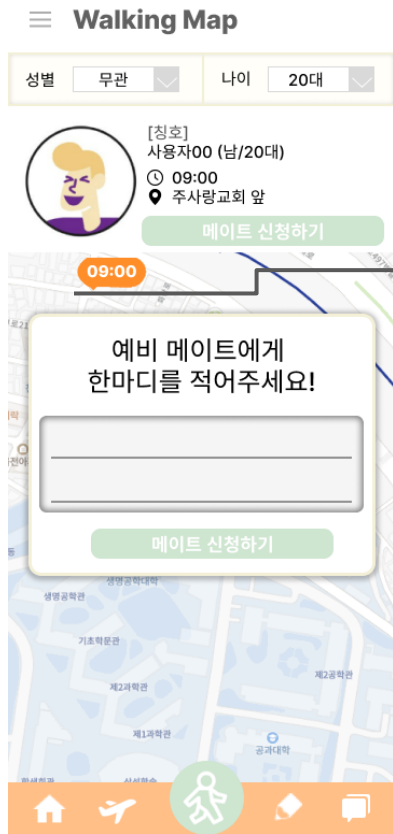 Walking Map
성별 무관 나이 20대
[칭호]
사용자00 (남/20대)
09:00
주사랑교회 앞
메이트 신청하기
09:00
예비 메이트에게
한마디를 적어주세요!
메이트 신청하기
생명공학대학
생명공학관
기초학문관
제2공학관
제2과학관
제1과학관
공과대학